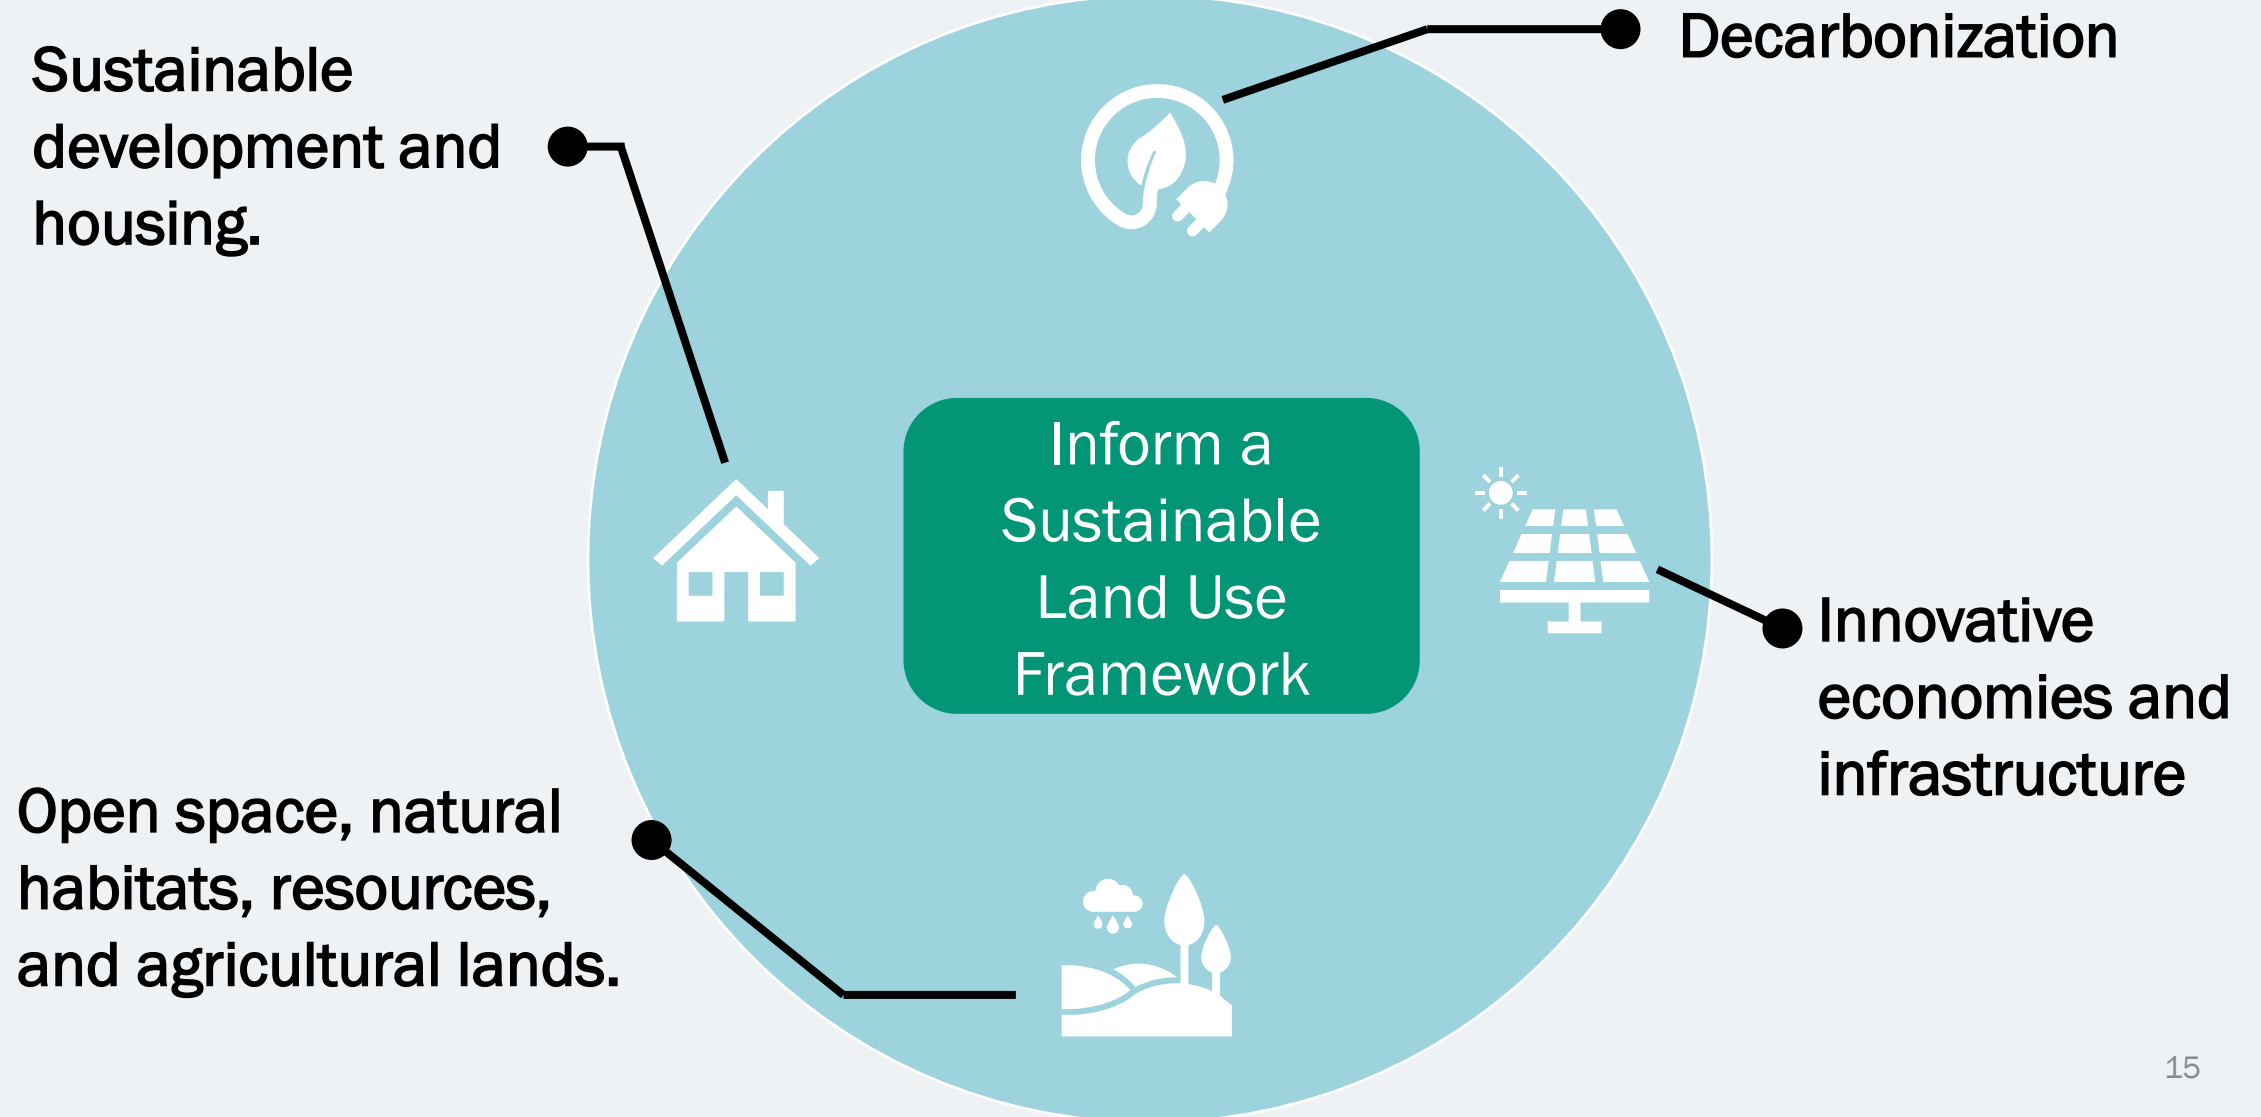 Decarbonization
Sustainable
development and
housing.
Inform a
Sustainable
Land Use
Framework
Innovative
economies and
infrastructure
Open space, natural
habitats, resources,
and agricultural lands.
15